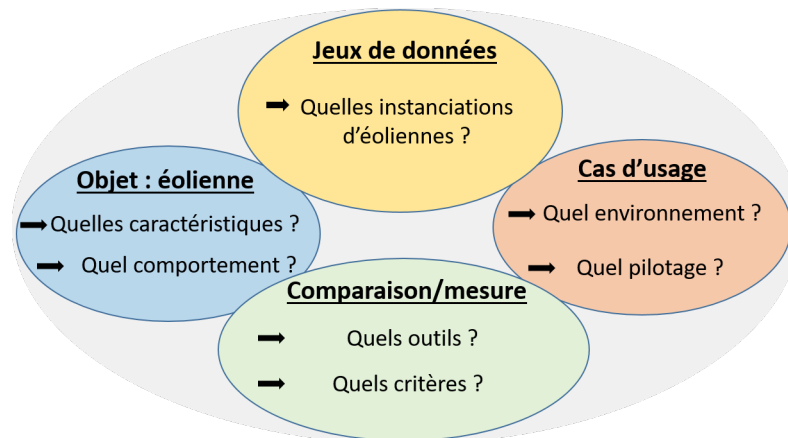 Jeux de données
Quelles instanciations
d'éoliennes ?
Objet : éolienne
Quelles caractéristiques ?
Quel comportement ?
Cas d'usage
Quel environnement ?
Quel pilotage ?
Comparaison/mesure
Quels outils ?
Quels critères ?